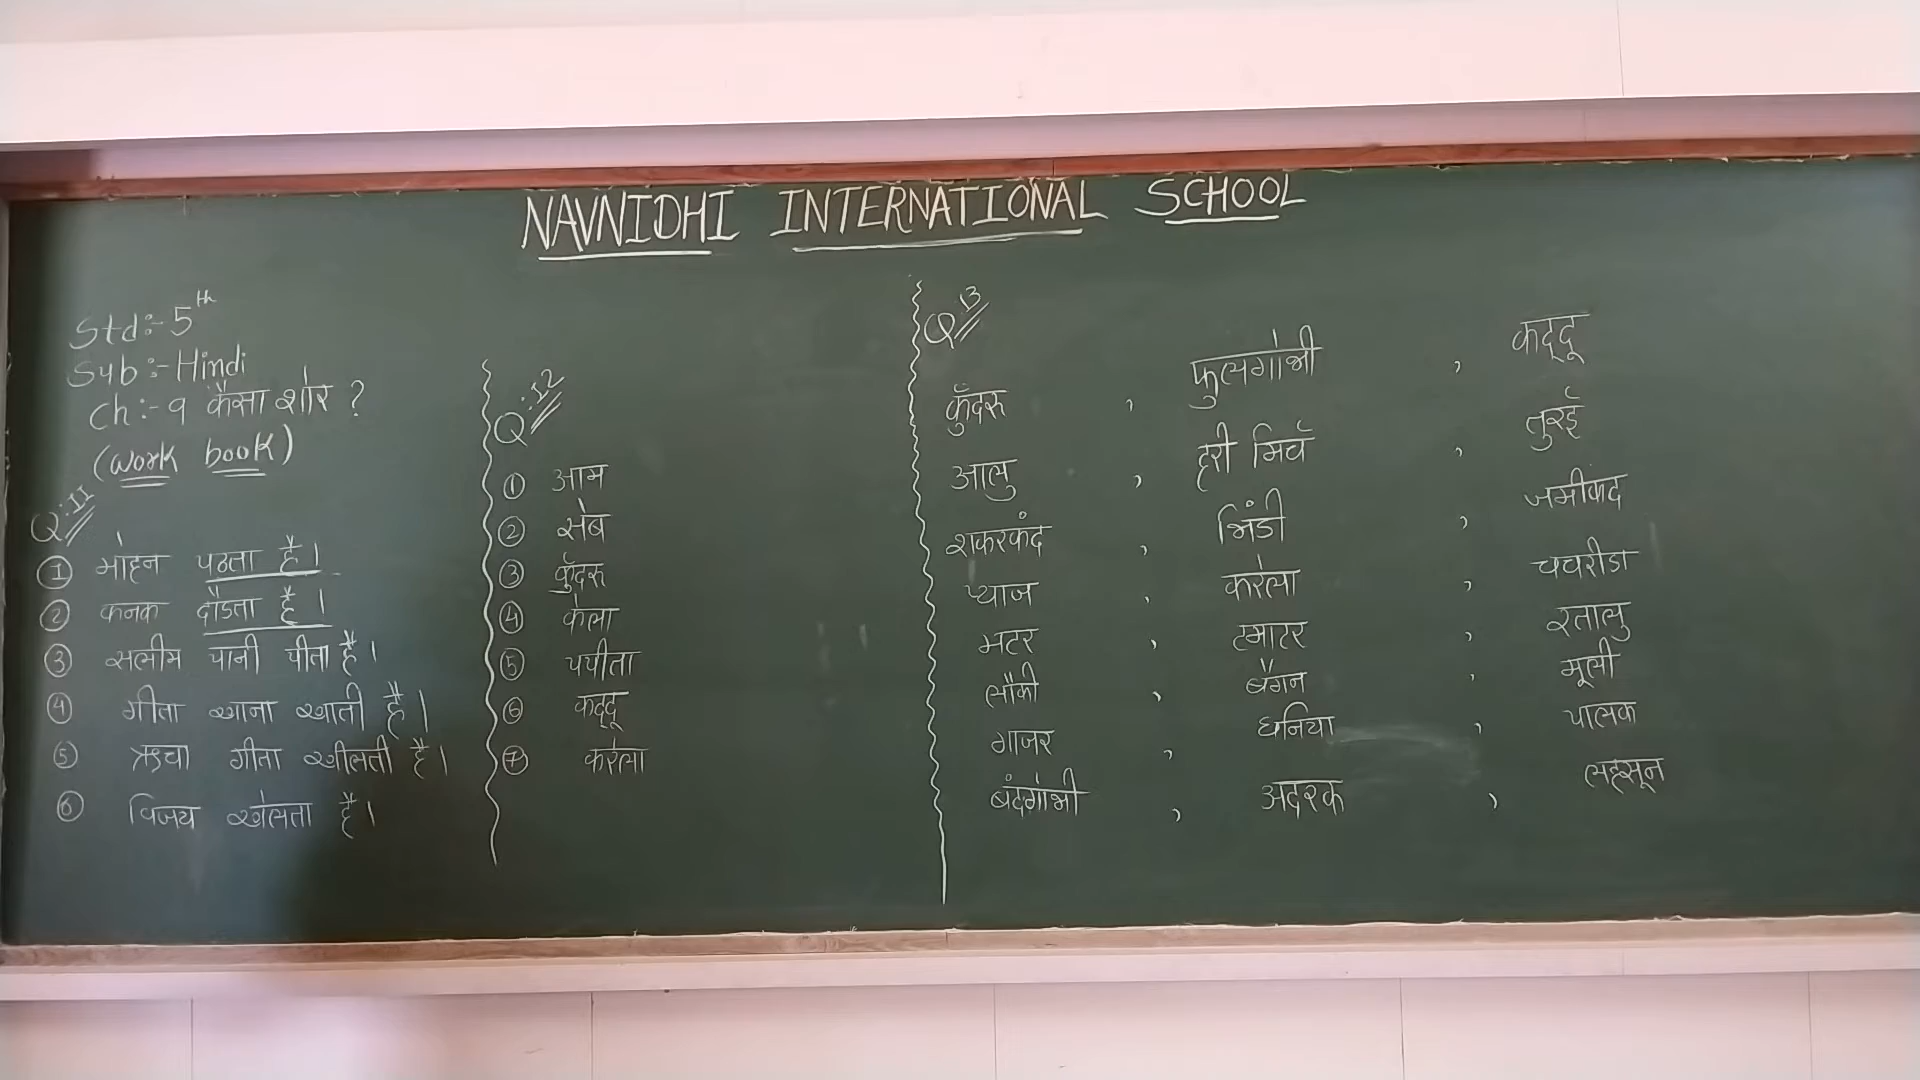 NAVNIDHI INTERNATIONAL SCHOOL
Std:- 5th
Sub:- Hindi
Ch:- 9 कैसा शोर ?
(work book)
Q:11
① मोहन पढता है।
② कनक दौडता है।
③ सलीम पानी पीता है।
④ गीता खाना खाती है।
⑤ ऋचा गीता खीलती है।
⑥ विजय खेलता है।
Q:12
① आम
② सेब
③ कुँदरू
④ केला
⑤ पपीता
⑥ कद्दू
⑦ करेला
Q 13
कुँदरू , फुलगोभी , कद्दू
आलु , हरी मिर्च , तुरई
शकरकंद , भिंडी , जमीकंद
प्याज , करेला , चचरीडा
मटर , टमाटर , रतालु
लौकी , बैंगन , मूली
गाजर , धनिया , पालक
बंदगोभी , अदरक , लहसून